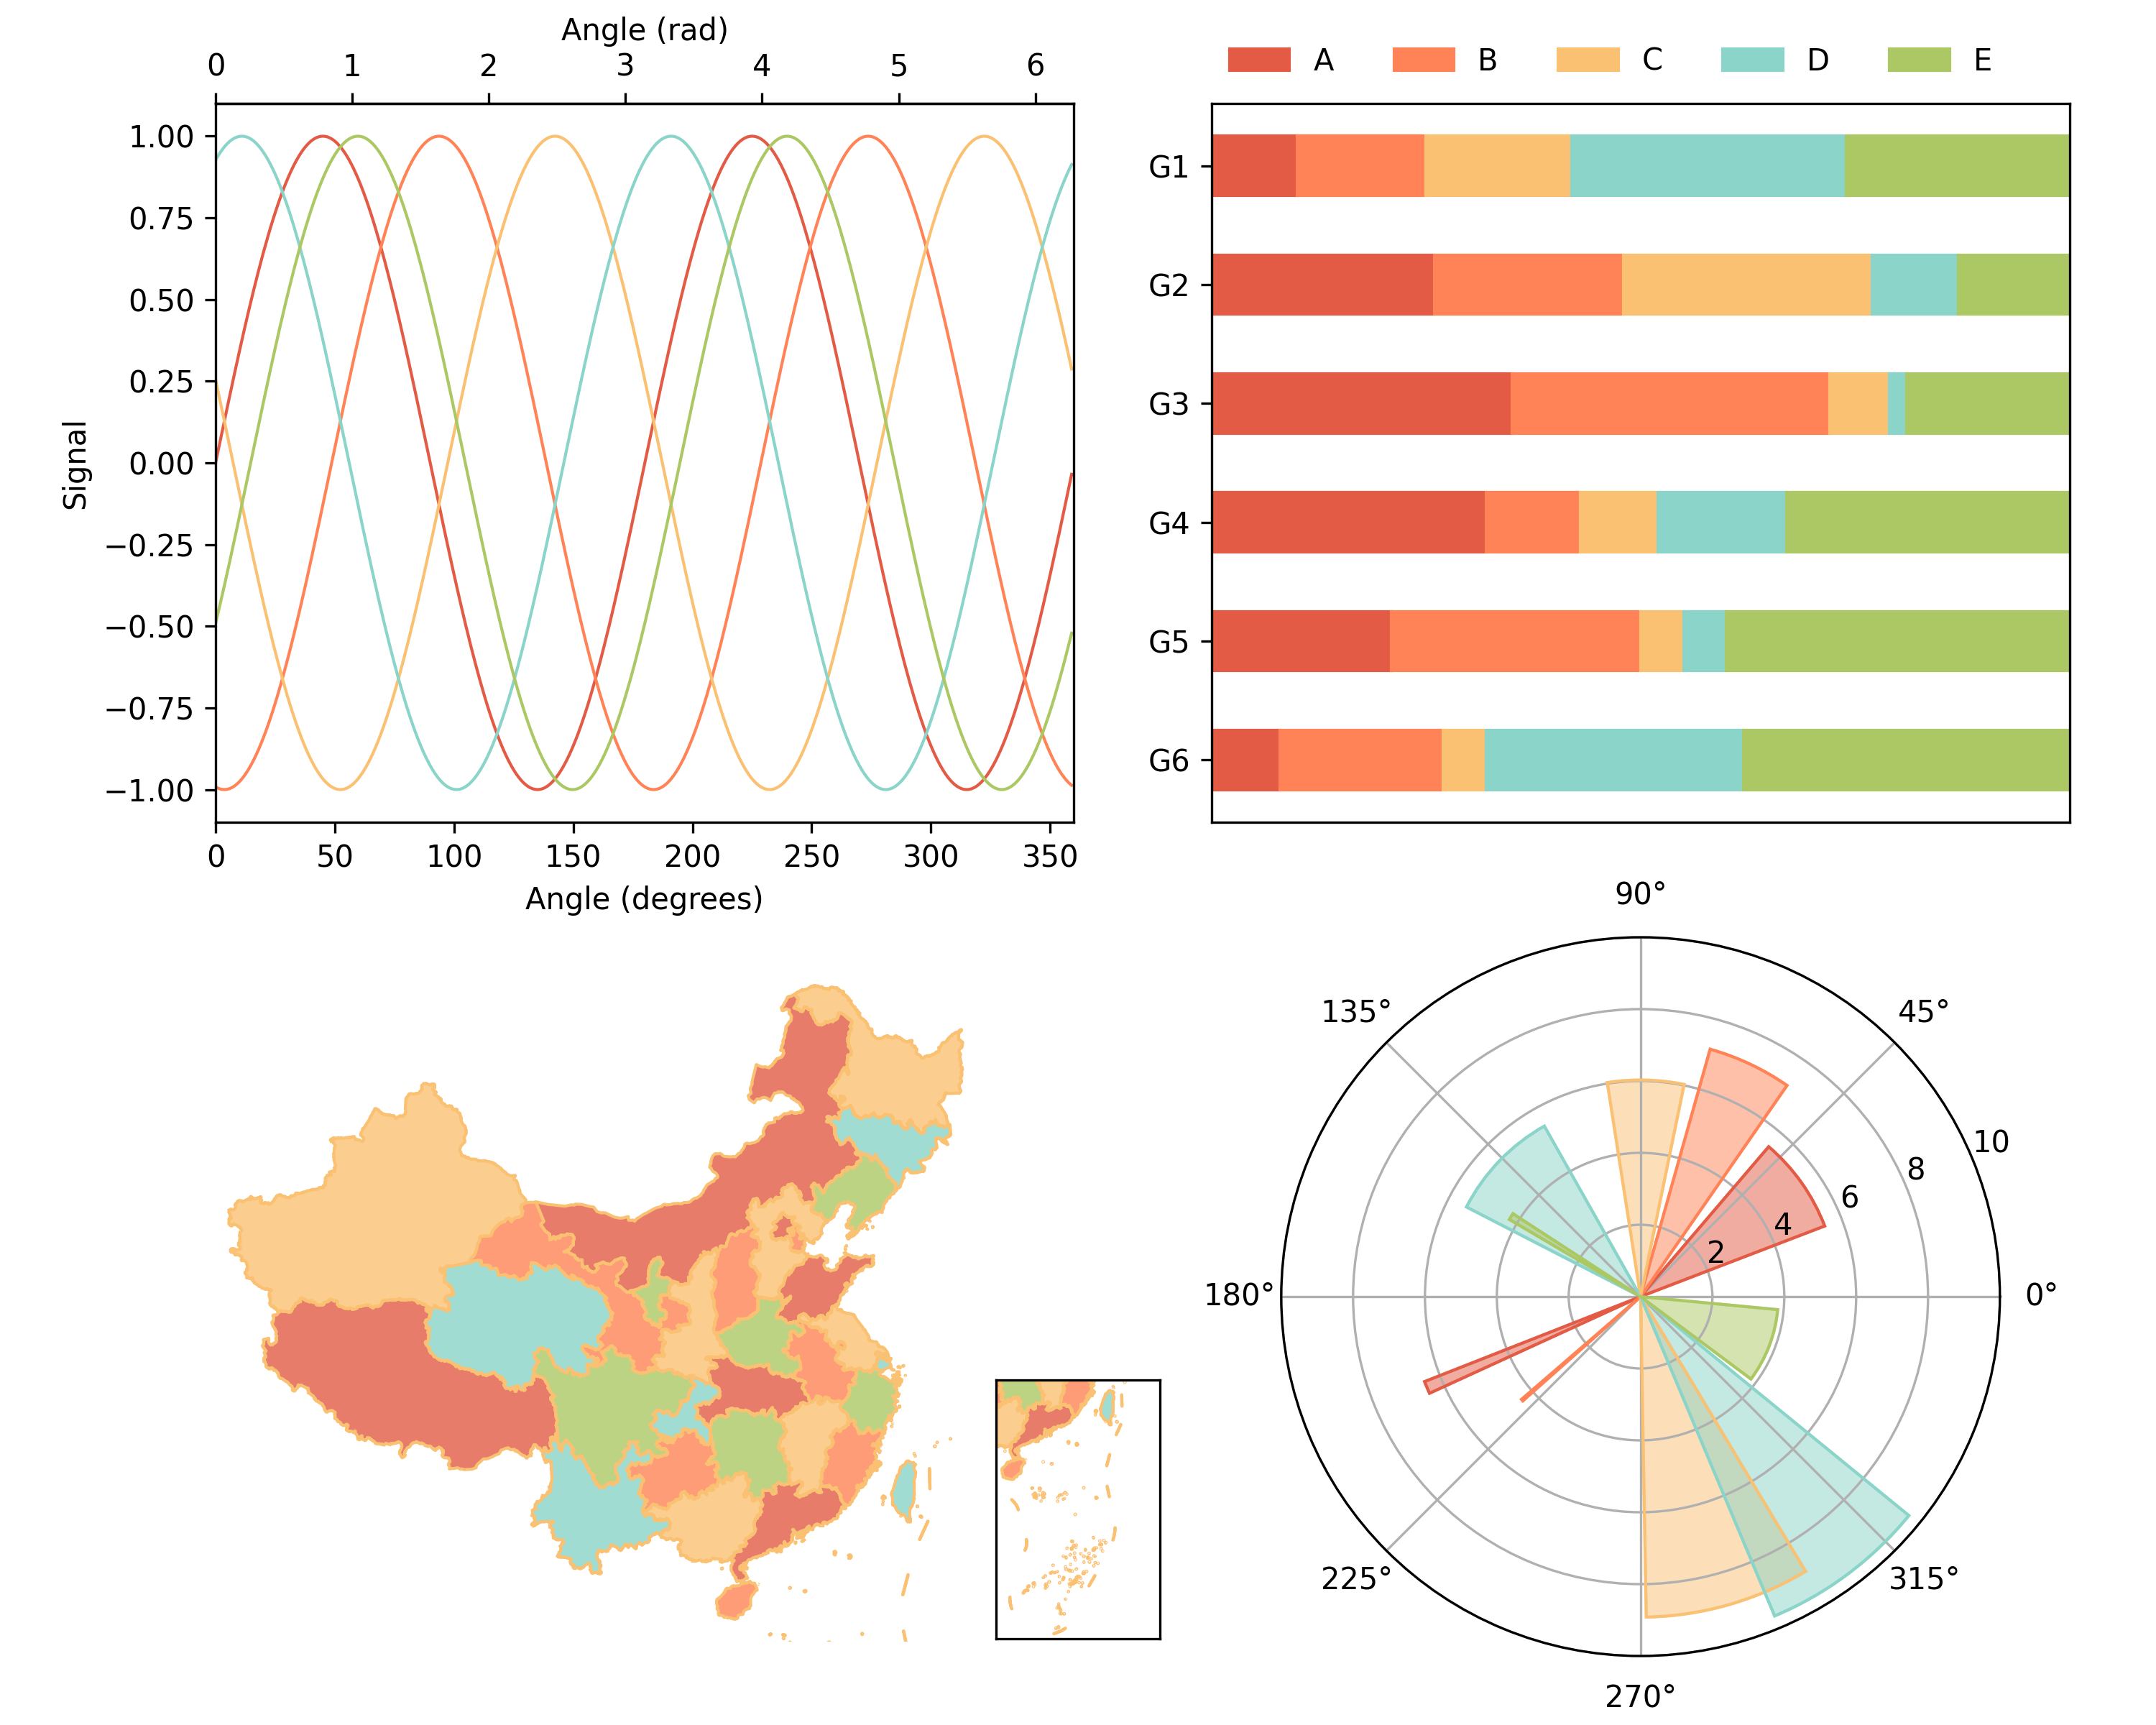 Angle (rad)
0 1 2 3 4 5 6
1.00
0.75
0.50
0.25
0.00
−0.25
−0.50
−0.75
−1.00
Signal
0 50 100 150 200 250 300 350
Angle (degrees)
A B C D E
G1
G2
G3
G4
G5
G6
90°
135° 45°
10
8
6
4
2
180° 0°
225° 315°
270°